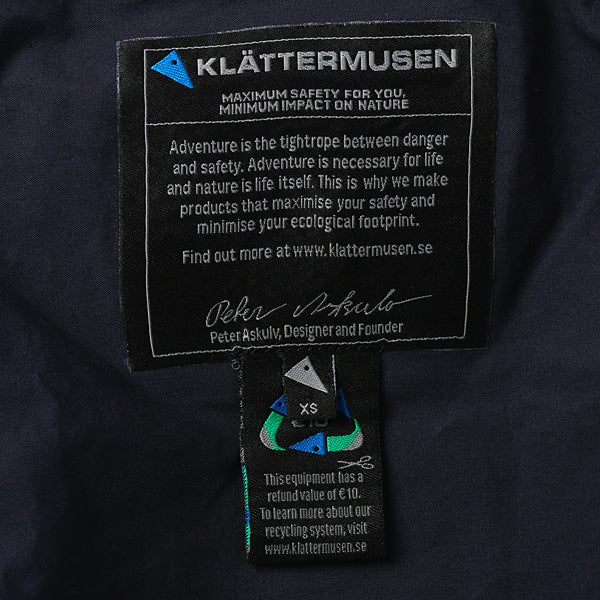 KLÄTTERMUSEN
MAXIMUM SAFETY FOR YOU,
MINIMUM IMPACT ON NATURE
Adventure is the tightrope between danger
and safety. Adventure is necessary for life
and nature is life itself. This is why we make
products that maximise your safety and
minimise your ecological footprint.
Find out more at www.klattermusen.se
Peter Askulv
Peter Askulv, Designer and Founder
XS
This equipment has a
refund value of €10.
To learn more about our
recycling system, visit
www.klattermusen.se